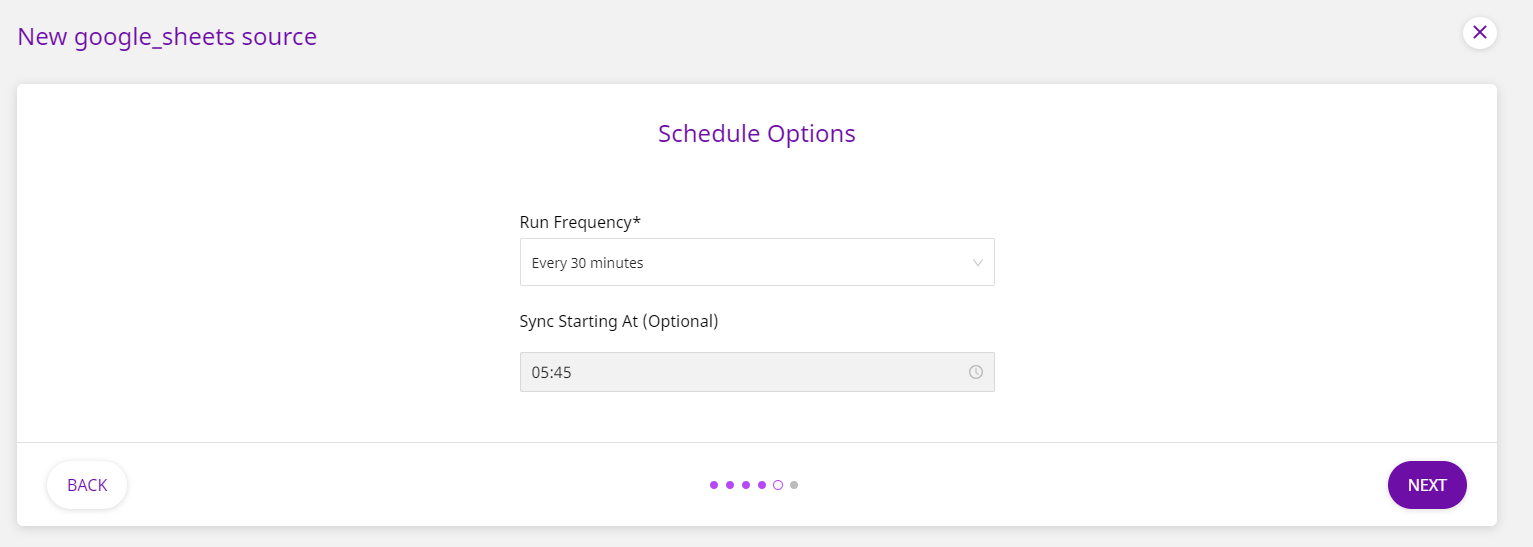 New google_sheets source
Schedule Options
Run Frequency*
Every 30 minutes
Sync Starting At (Optional)
05:45
BACK
NEXT